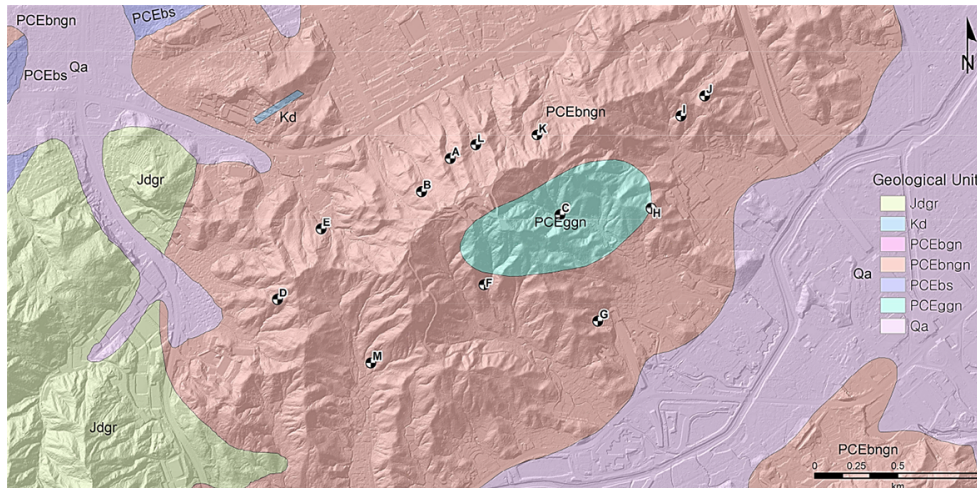 PCEbngn
PCEbs
PCEbs
Qa
N
Kd
PCEbngn
J
I
K
L
A
B
Jdgr
E
C
H
PCEggn
D
F
G
M
Jdgr
Qa
PCEbngn
Geological Unit
Jdgr
Kd
PCEbgn
PCEbngn
PCEbs
PCEggn
Qa
0 0.25 0.5
km